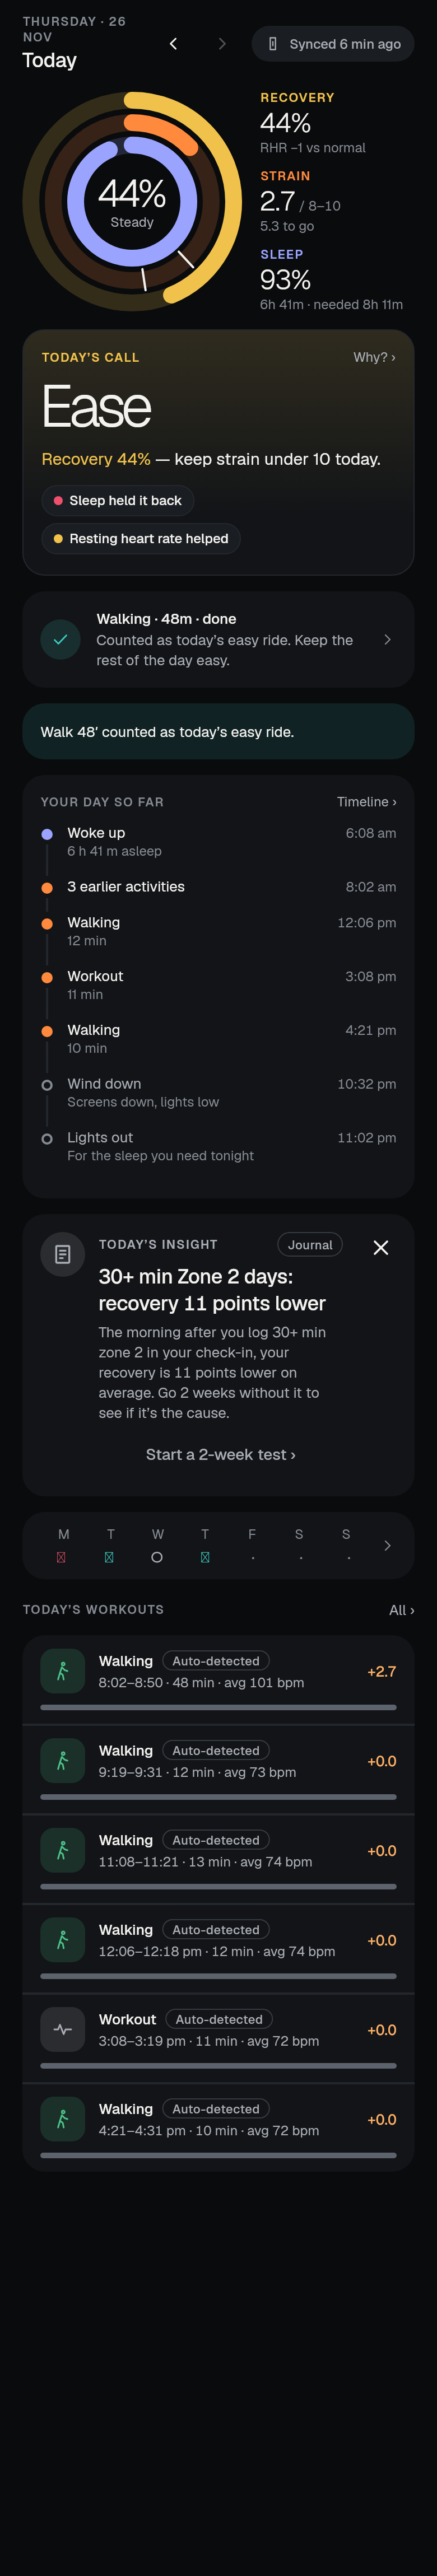 THURSDAY · 26
NOV
Today
Synced 6 min ago
44%
Steady
RECOVERY
44%
RHR −1 vs normal
STRAIN
2.7 / 8–10
5.3 to go
SLEEP
93%
6h 41m · needed 8h 11m
TODAY'S CALL
Why? ›
Ease
Recovery 44% — keep strain under 10 today.
Sleep held it back
Resting heart rate helped
Walking · 48m · done
Counted as today's easy ride. Keep the
rest of the day easy.
Walk 48′ counted as today's easy ride.
YOUR DAY SO FAR
Timeline ›
Woke up 6:08 am
6 h 41 m asleep
3 earlier activities 8:02 am
Walking 12:06 pm
12 min
Workout 3:08 pm
11 min
Walking 4:21 pm
10 min
Wind down 10:32 pm
Screens down, lights low
Lights out 11:02 pm
For the sleep you need tonight
TODAY'S INSIGHT
Journal
30+ min Zone 2 days:
recovery 11 points lower
The morning after you log 30+ min
zone 2 in your check-in, your
recovery is 11 points lower on
average. Go 2 weeks without it to
see if it's the cause.
Start a 2-week test ›
M T W T F S S
TODAY'S WORKOUTS
All ›
Walking Auto-detected
8:02–8:50 · 48 min · avg 101 bpm
+2.7
Walking Auto-detected
9:19–9:31 · 12 min · avg 73 bpm
+0.0
Walking Auto-detected
11:08–11:21 · 13 min · avg 74 bpm
+0.0
Walking Auto-detected
12:06–12:18 pm · 12 min · avg 74 bpm
+0.0
Workout Auto-detected
3:08–3:19 pm · 11 min · avg 72 bpm
+0.0
Walking Auto-detected
4:21–4:31 pm · 10 min · avg 72 bpm
+0.0